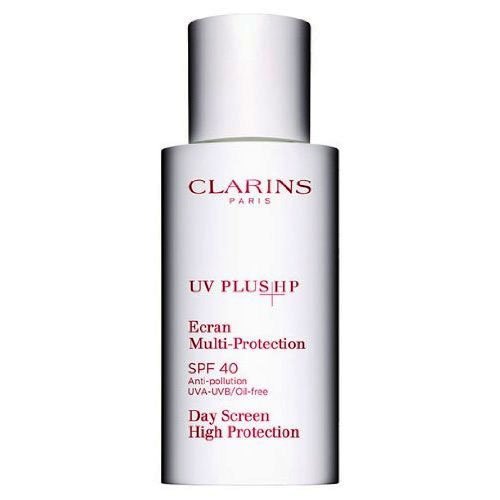 CLARINS
PARIS
UV PLUS+HP
Ecran
Multi-Protection
SPF 40
Anti-pollution
UVA-UVB/Oil-free
Day Screen
High Protection